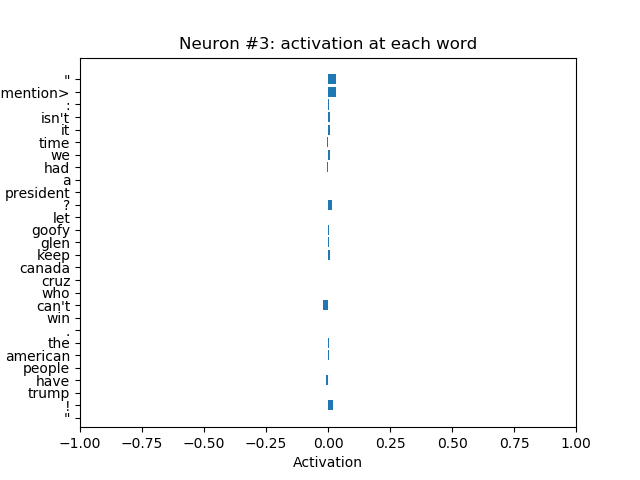 Neuron #3: activation at each word
"
mention>
.
isn't
it
time
we
had
a
president
?
let
goofy
glen
keep
canada
cruz
who
can't
win
.
the
american
people
have
trump
!
"
−1.00 −0.75 −0.50 −0.25 0.00 0.25 0.50 0.75 1.00
Activation